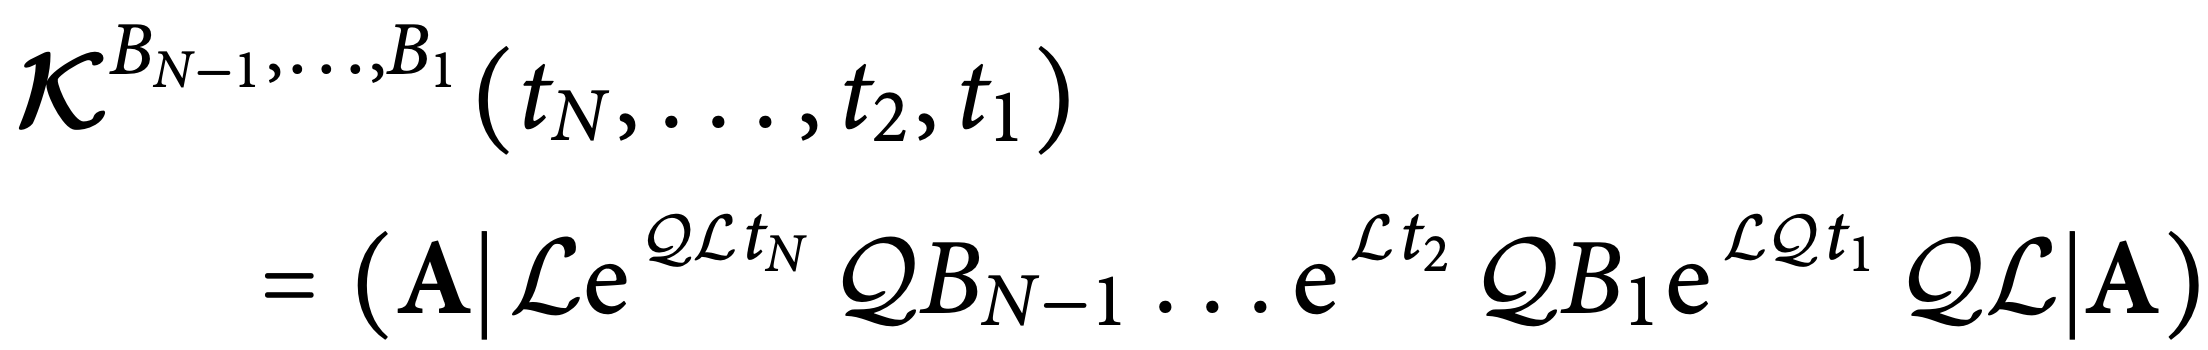 𝓚^{B_{N−1},…,B_1}(t_N, …, t_2, t_1)
= (𝐀|ℒe^{𝒬ℒt_N} 𝒬B_{N−1} … e^{ℒt_2} 𝒬B_1e^{ℒ𝒬t_1} 𝒬ℒ|𝐀)